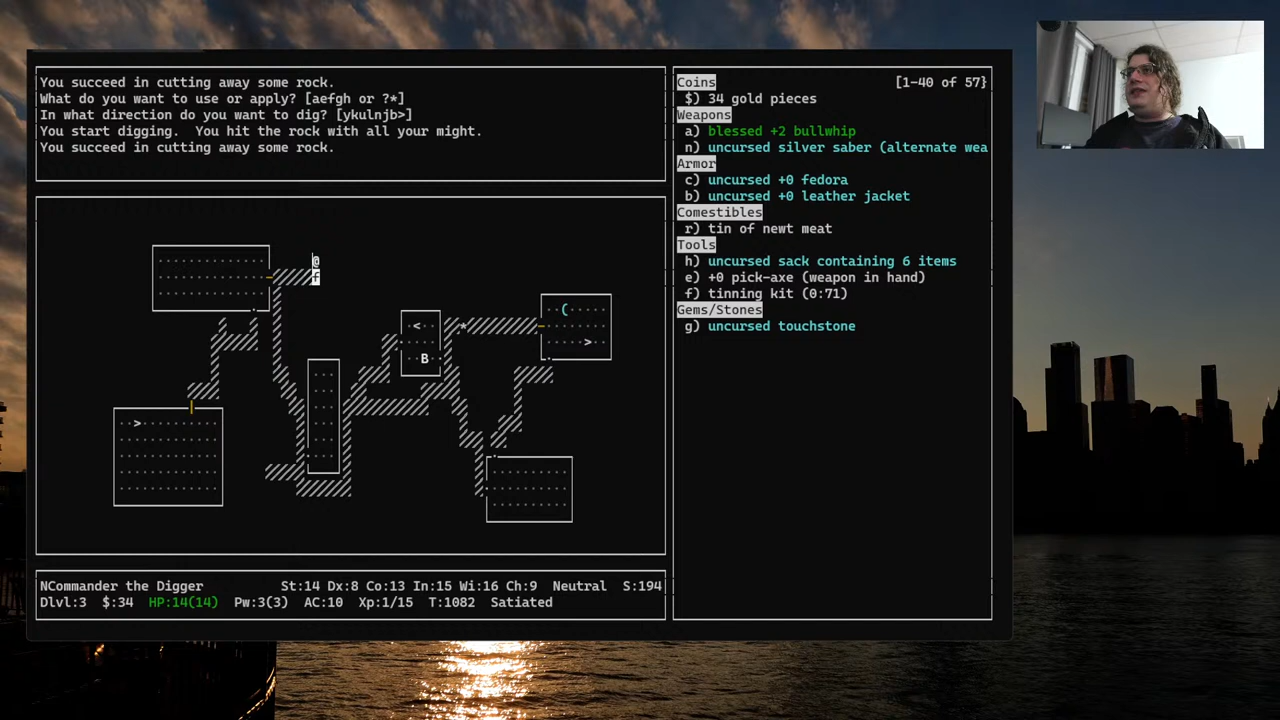 You succeed in cutting away some rock.
What do you want to use or apply? [aefgh or ?*]
In what direction do you want to dig? [ykulnjb>]
You start digging.  You hit the rock with all your might.
You succeed in cutting away some rock.
@
f
<
B
*
(
>
>
NCommander the Digger St:14 Dx:8 Co:13 In:15 Wi:16 Ch:9 Neutral S:194
Dlvl:3 $:34 HP:14(14) Pw:3(3) AC:10 Xp:1/15 T:1082 Satiated
Coins [1-40 of 57}
$) 34 gold pieces
Weapons
a) blessed +2 bullwhip
n) uncursed silver saber (alternate wea
Armor
c) uncursed +0 fedora
b) uncursed +0 leather jacket
Comestibles
r) tin of newt meat
Tools
h) uncursed sack containing 6 items
e) +0 pick-axe (weapon in hand)
f) tinning kit (0:71)
Gems/Stones
g) uncursed touchstone